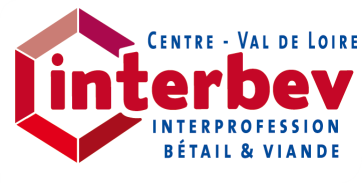 CENTRE - VAL DE LOIRE
interbev
INTERPROFESSION
BÉTAIL & VIANDE